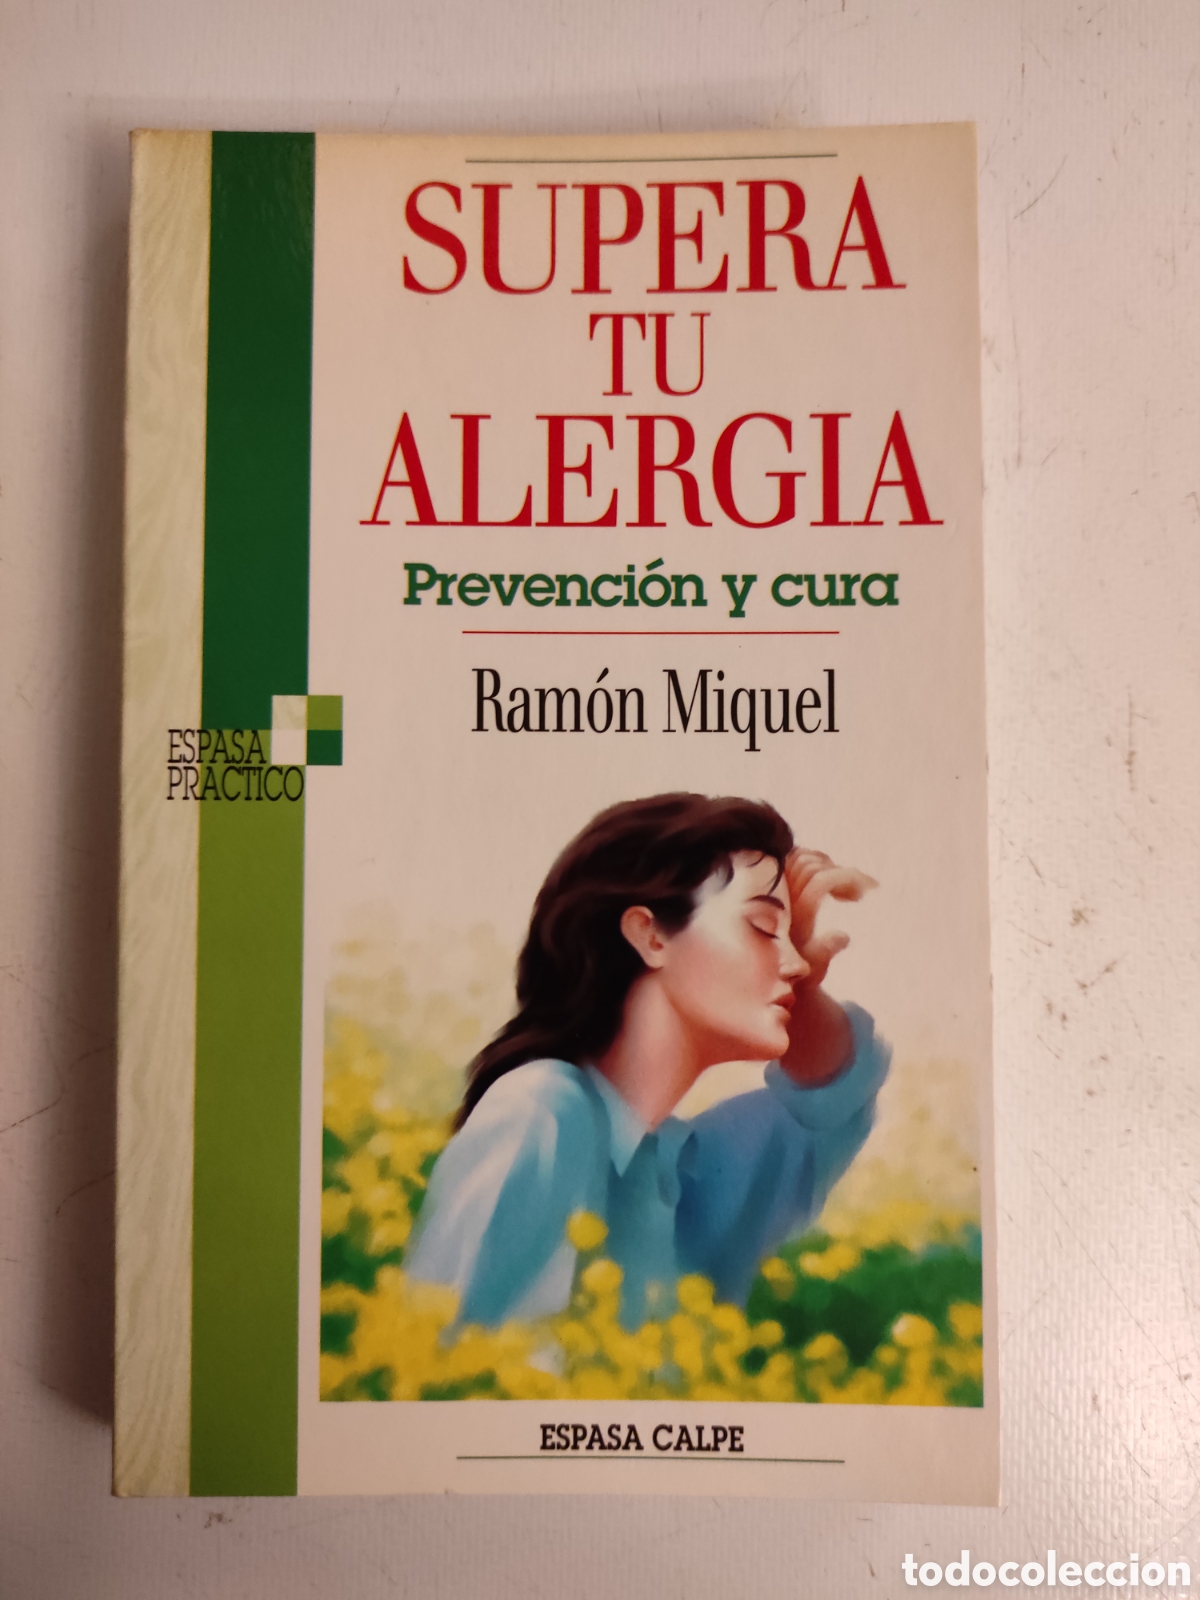 SUPERA
TU
ALERGIA
Prevención y cura
Ramón Miquel
ESPASA
PRACTICO
ESPASA CALPE
todocoleccion